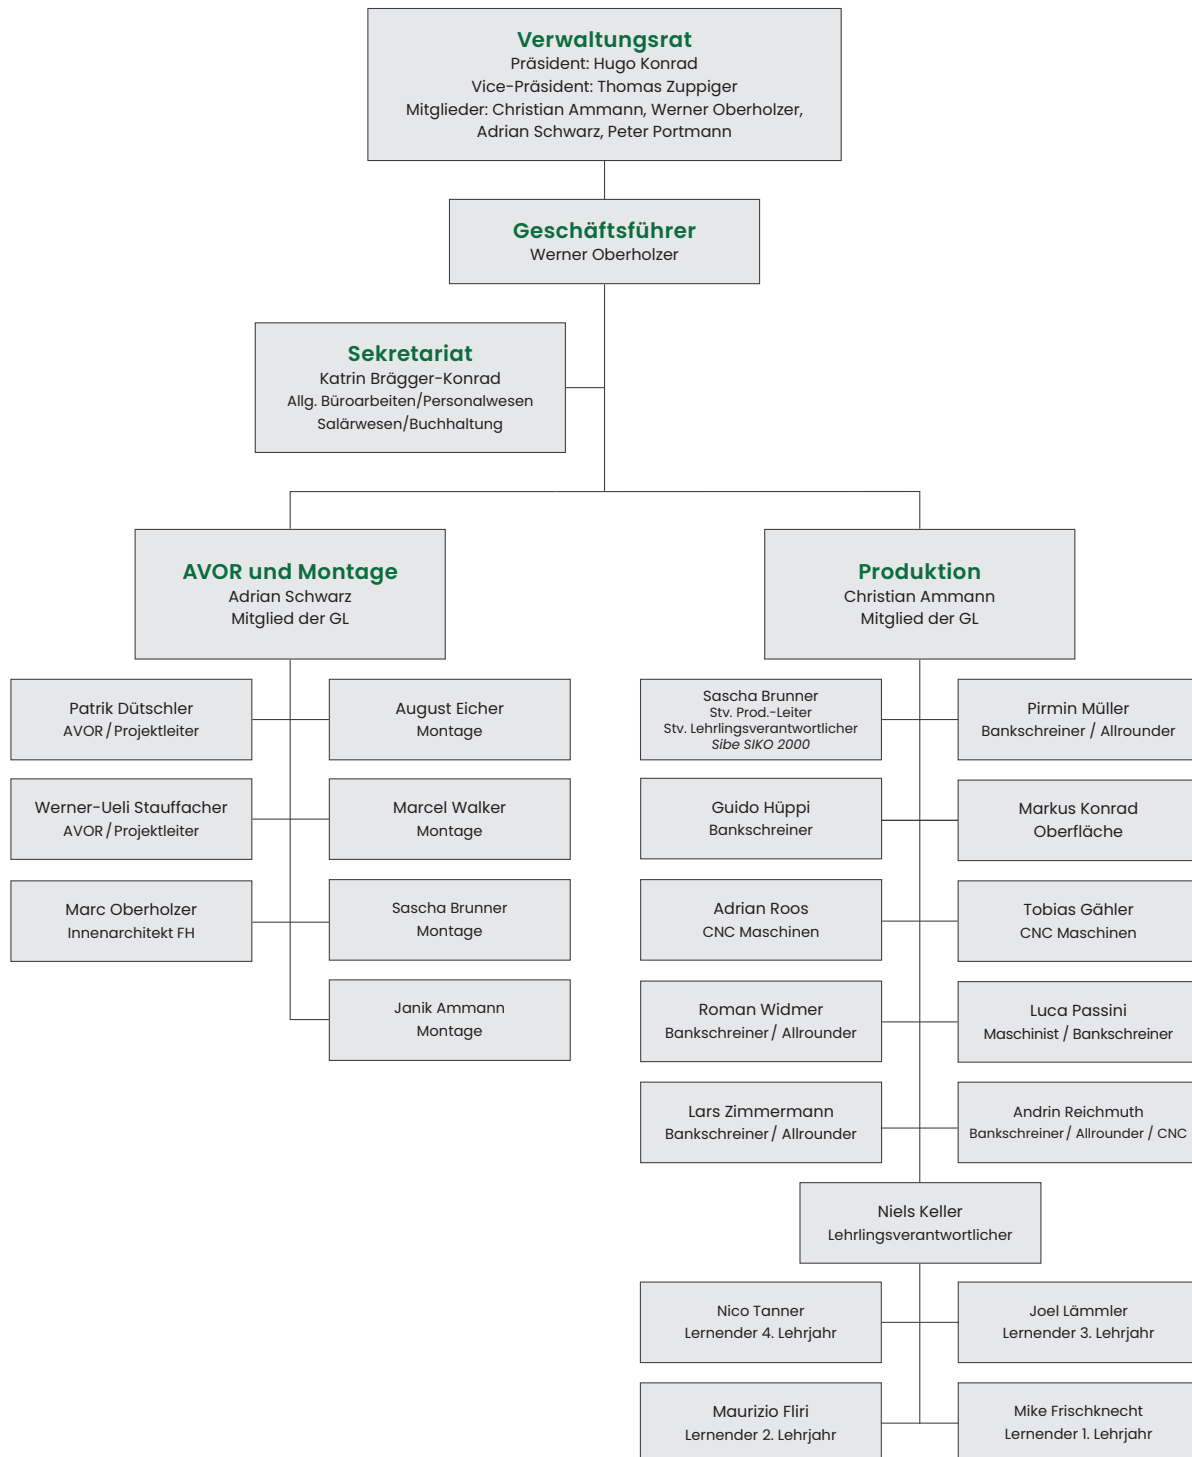 Verwaltungsrat
Präsident: Hugo Konrad
Vice-Präsident: Thomas Zuppiger
Mitglieder: Christian Ammann, Werner Oberholzer,
Adrian Schwarz, Peter Portmann
Geschäftsführer
Werner Oberholzer
Sekretariat
Katrin Brägger-Konrad
Allg. Büroarbeiten/Personalwesen
Salärwesen/Buchhaltung
AVOR und Montage
Adrian Schwarz
Mitglied der GL
Produktion
Christian Ammann
Mitglied der GL
Patrik Dütschler
AVOR / Projektleiter
August Eicher
Montage
Werner-Ueli Stauffacher
AVOR / Projektleiter
Marcel Walker
Montage
Marc Oberholzer
Innenarchitekt FH
Sascha Brunner
Montage
Janik Ammann
Montage
Sascha Brunner
Stv. Prod.-Leiter
Stv. Lehrlingsverantwortlicher
Sibe SIKO 2000
Pirmin Müller
Bankschreiner / Allrounder
Guido Hüppi
Bankschreiner
Markus Konrad
Oberfläche
Adrian Roos
CNC Maschinen
Tobias Gähler
CNC Maschinen
Roman Widmer
Bankschreiner / Allrounder
Luca Passini
Maschinist / Bankschreiner
Lars Zimmermann
Bankschreiner / Allrounder
Andrin Reichmuth
Bankschreiner / Allrounder / CNC
Niels Keller
Lehrlingsverantwortlicher
Nico Tanner
Lernender 4. Lehrjahr
Joel Lämmler
Lernender 3. Lehrjahr
Maurizio Fliri
Lernender 2. Lehrjahr
Mike Frischknecht
Lernender 1. Lehrjahr